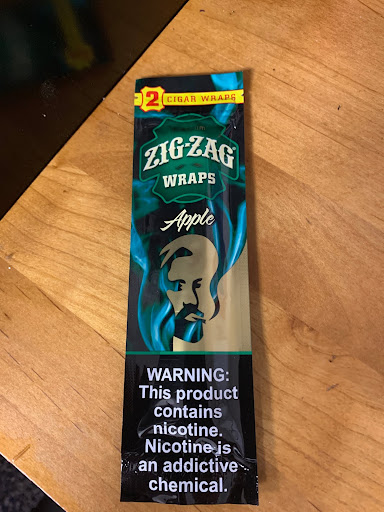 2 CIGAR WRAPS
ZIG-ZAG®
WRAPS
Apple
WARNING:
This product
contains
nicotine.
Nicotine is
an addictive
chemical.